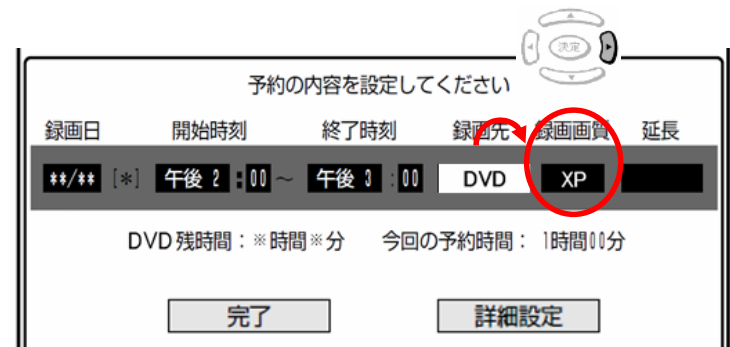 決定
予約の内容を設定してください
録画日 開始時刻 終了時刻 録画先 録画画質 延長
**/** [*] 午後 2 : 00 ~ 午後 3 : 00 DVD XP
DVD 残時間：※時間※分 今回の予約時間： 1時間00分
完了 詳細設定